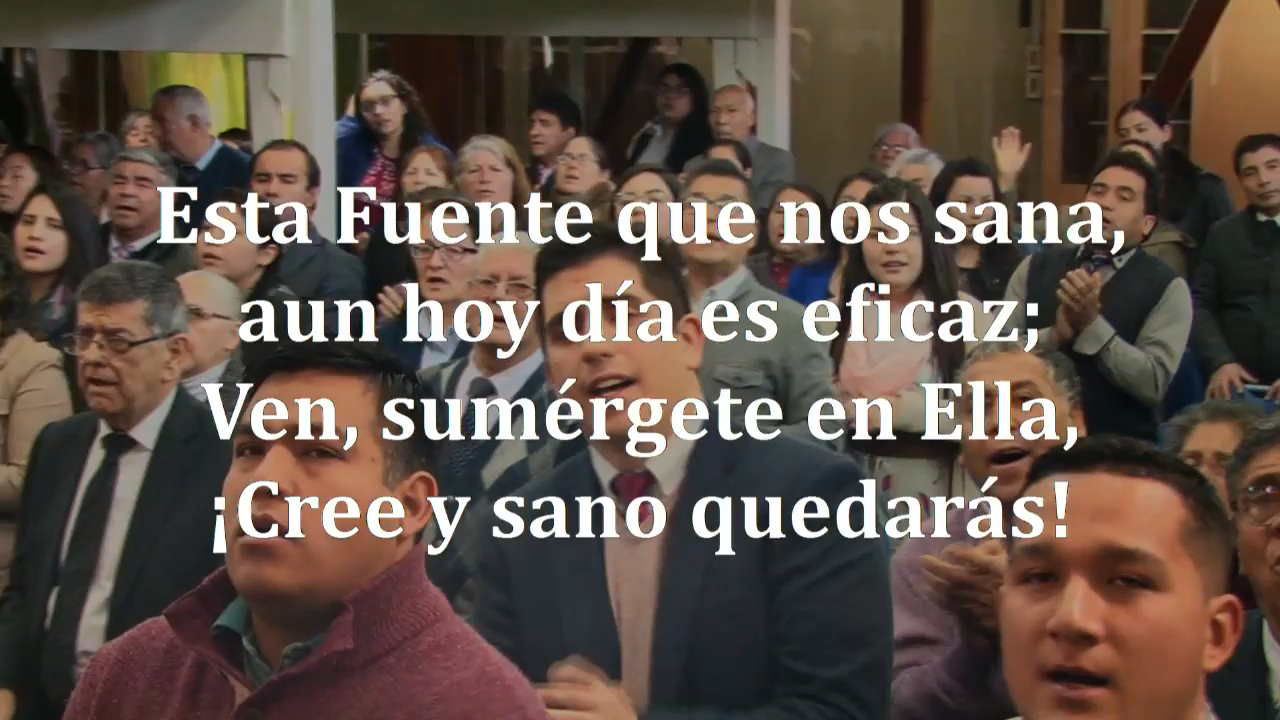 Esta Fuente que nos sana,
aun hoy día es eficaz;
Ven, sumérgete en Ella,
¡Cree y sano quedarás!